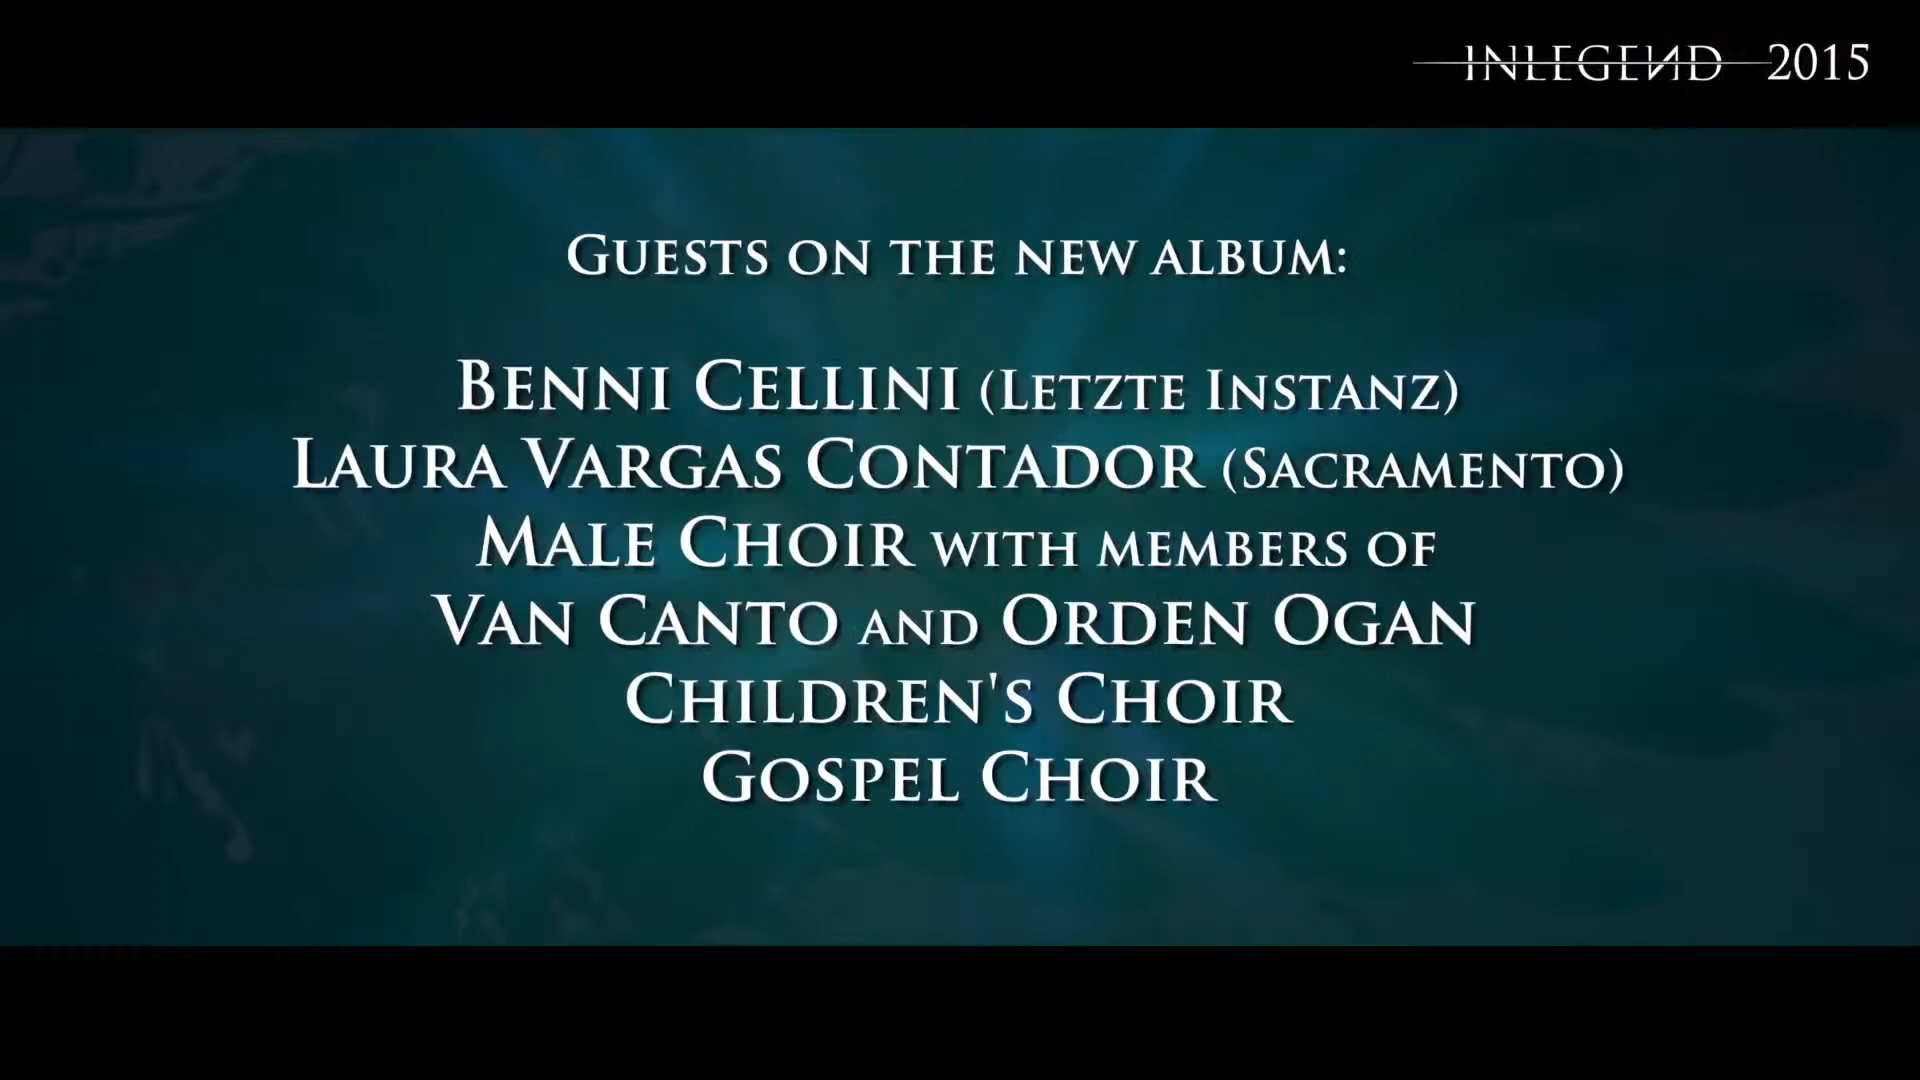 INLEGEND 2015
Guests on the new album:
Benni Cellini (Letzte Instanz)
Laura Vargas Contador (Sacramento)
Male Choir with members of
Van Canto and Orden Ogan
Children's Choir
Gospel Choir